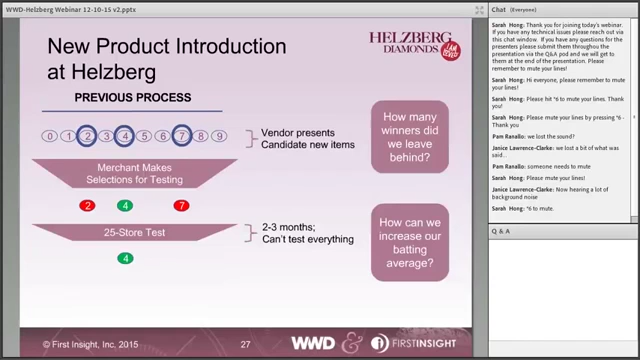 WWD-Helzberg Webinar 12-10-15 v2.pptx
New Product Introduction
at Helzberg
HELZBERG
DIAMONDS
I AM
LOVED
PREVIOUS PROCESS
0 1 2 3 4 5 6 7 8 9
Vendor presents
Candidate new items
How many
winners did
we leave
behind?
Merchant Makes
Selections for Testing
2 4 7
25-Store Test
2-3 months;
Can't test everything
How can we
increase our
batting
average?
4
© First Insight, Inc, 2015
27
WWD & FIRSTINSIGHT
Chat (Everyone)
Sarah Hong: Thank you for joining today's webinar.
If you have any technical issues please reach out via
this chat window. If you have any questions for the
presenters please submit them throughout the
presentation via the Q&A pod and we will get to
them at the end of the presentation. Please
remember to mute your lines!
Sarah Hong: Hi everyone, please remember to mute
your lines!
Sarah Hong: Please hit *6 to mute your lines. Thank
you!
Sarah Hong: Please mute your lines by pressing *6 -
Thank you
Pam Ranallo: we lost the sound?
Janice Lawrence-Clarke: we lost a bit of what was
said...
Pam Ranallo: someone needs to mute
Sarah Hong: Please mute your lines!
Janice Lawrence-Clarke: Now hearing a lot of
background noise
Sarah Hong: *6 to mute.
Q & A